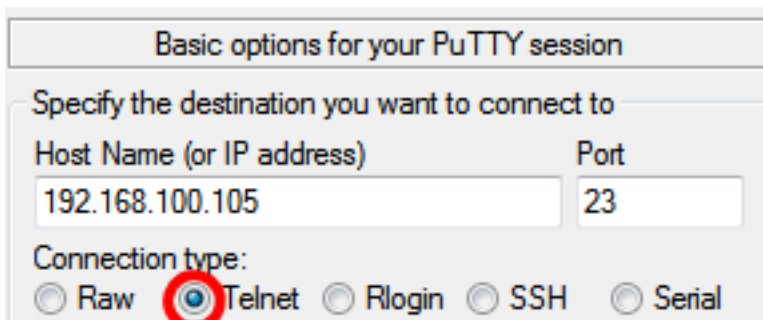 Basic options for your PuTTY session
Specify the destination you want to connect to
Host Name (or IP address) Port
192.168.100.105 23
Connection type:
Raw Telnet Rlogin SSH Serial